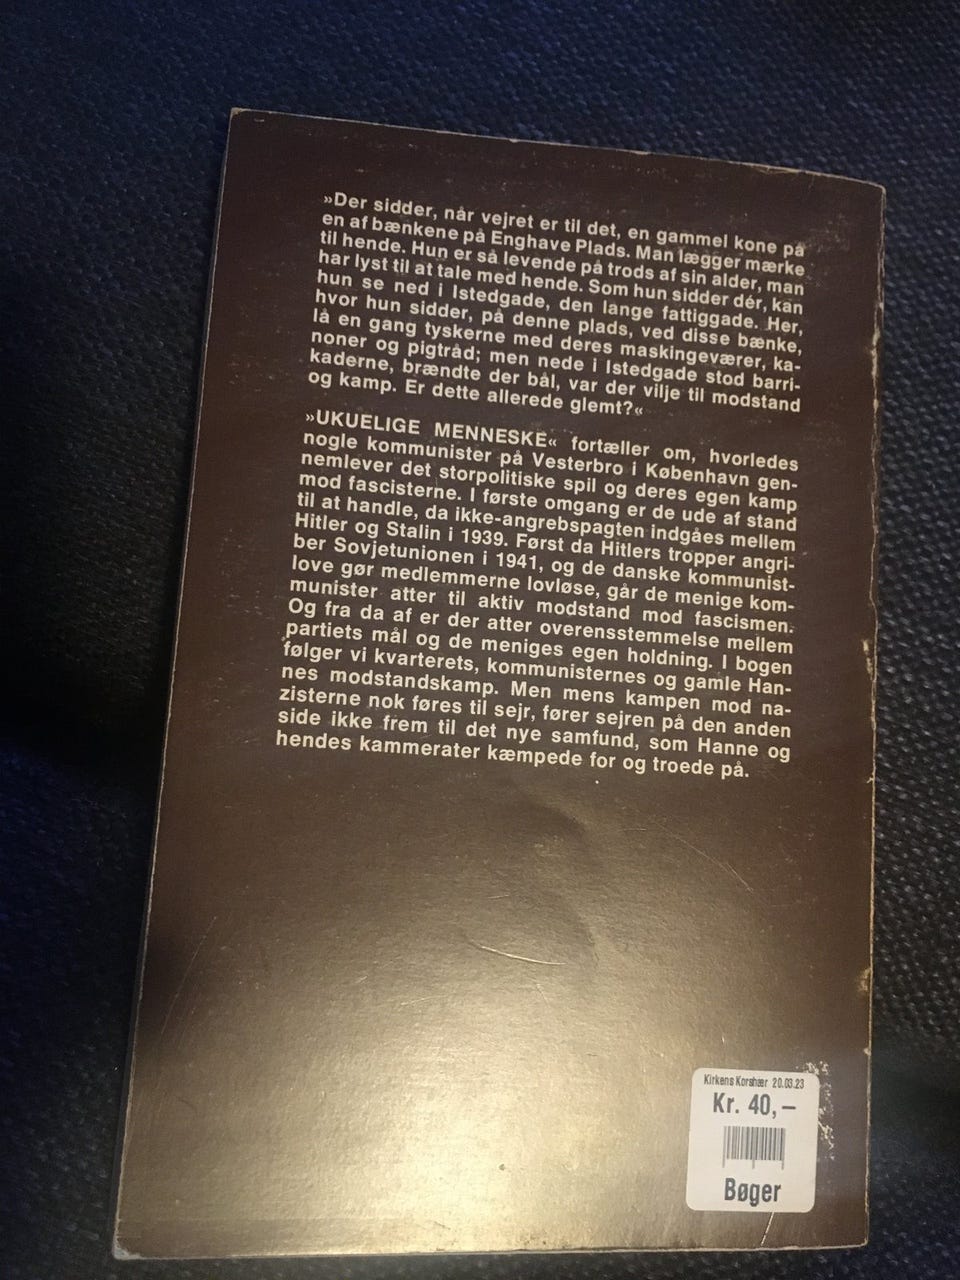 »Der sidder, når vejret er til det, en gammel kone på
en af bænkene på Enghave Plads. Man lægger mærke
til hende. Hun er så levende på trods af sin alder, man
har lyst til at tale med hende. Som hun sidder dér, kan
hun se ned i Istedgade, den lange fattiggade. Her,
hvor hun sidder, på denne plads, ved disse bænke,
lå en gang tyskerne med deres maskingeværer, ka-
noner og pigtråd; men nede i Istedgade stod barri-
kaderne, brændte der bål, var der vilje til modstand
og kamp. Er dette allerede glemt?«
»UKUELIGE MENNESKE« fortæller om, hvorledes
nogle kommunister på Vesterbro i København gen-
nemlever det storpolitiske spil og deres egen kamp
mod fascisterne. I første omgang er de ude af stand
til at handle, da ikke-angrebspagten indgåes mellem
Hitler og Stalin i 1939. Først da Hitlers tropper angri-
ber Sovjetunionen i 1941, og de danske kommunist-
love gør medlemmerne lovløse, går de menige kom-
munister atter til aktiv modstand mod fascismen.
Og fra da af er der atter overensstemmelse mellem
partiets mål og de meniges egen holdning. I bogen
følger vi kvarterets, kommunisternes og gamle Han-
nes modstandskamp. Men mens kampen mod na-
zisterne nok føres til sejr, fører sejren på den anden
side ikke frem til det nye samfund, som Hanne og
hendes kammerater kæmpede for og troede på.
Kirkens Korshær 20.03.23
Kr. 40,–
Bøger